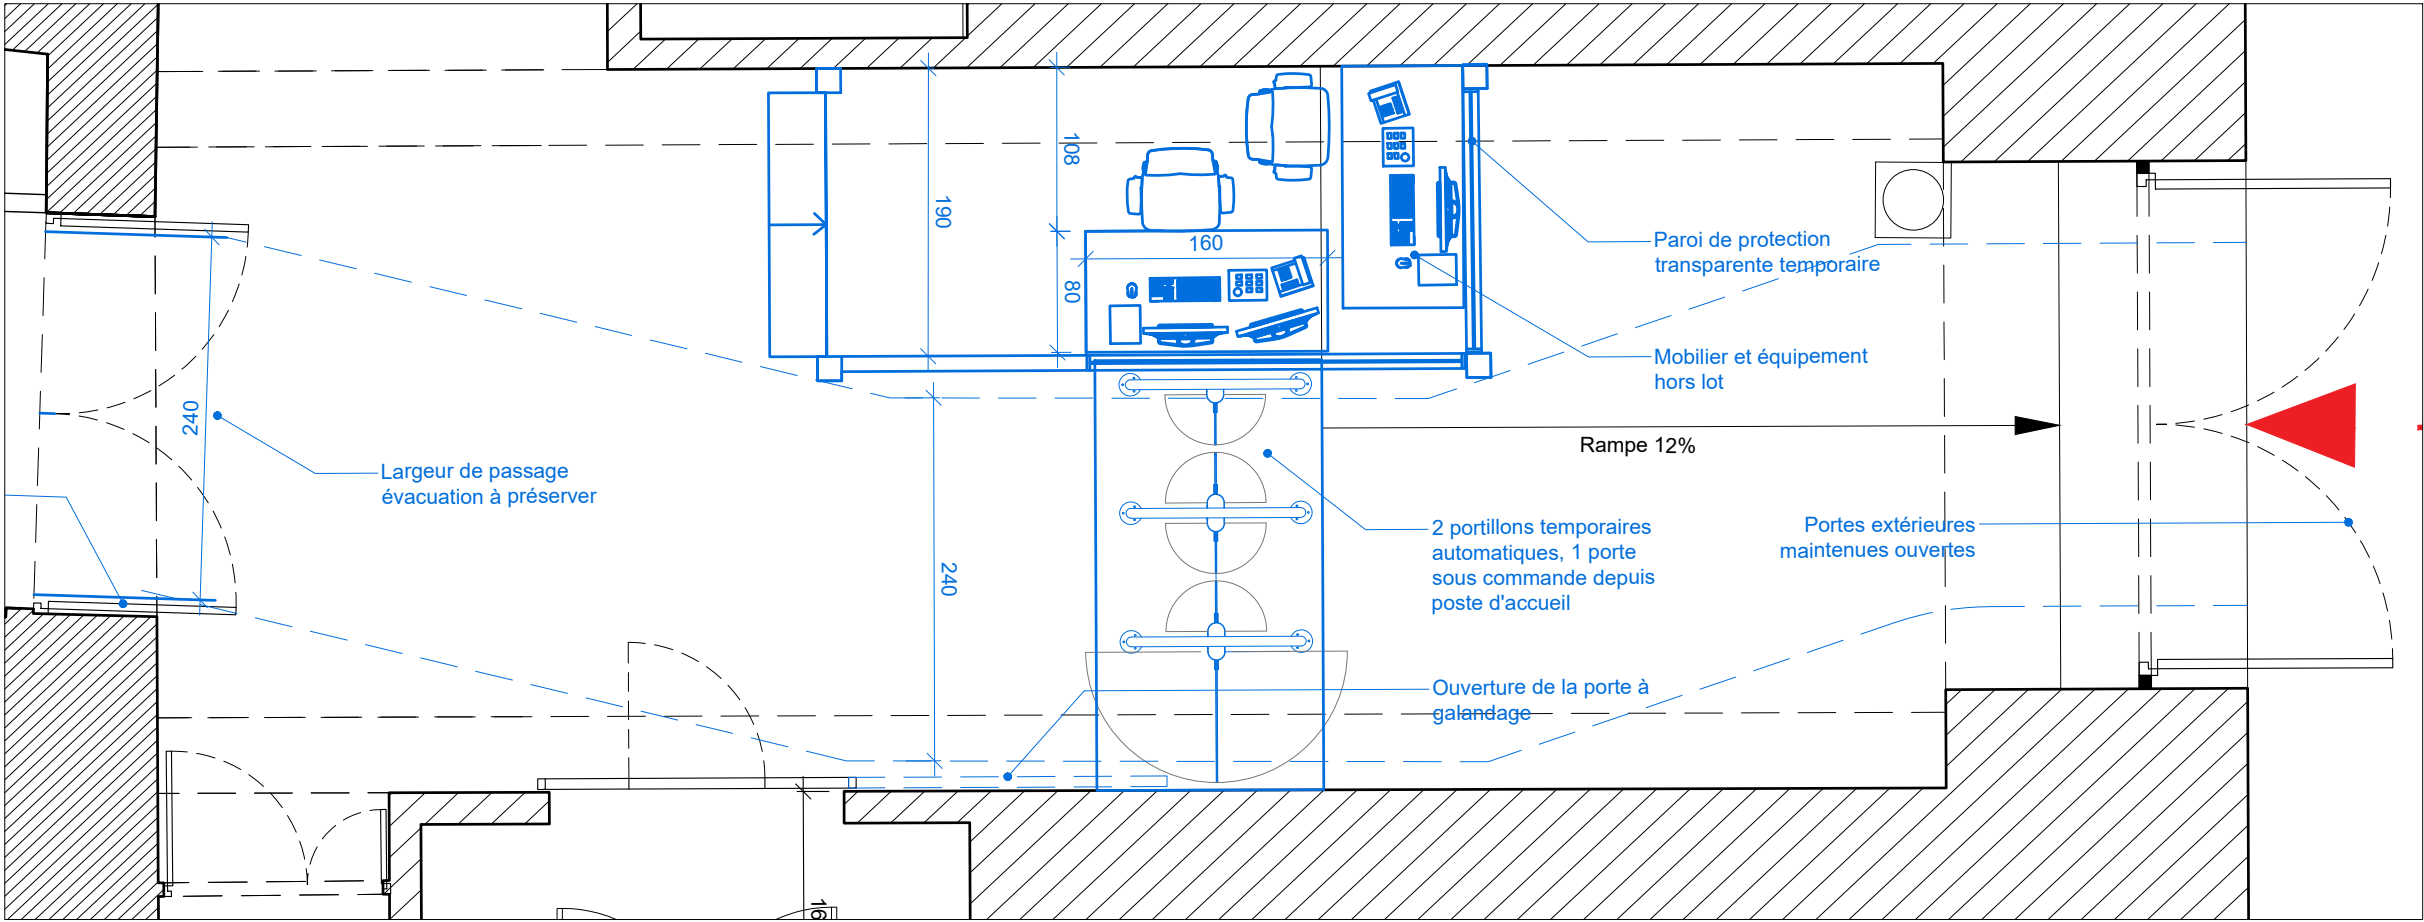 108
190
160
80
Paroi de protection
transparente temporaire
Mobilier et équipement
hors lot
240
Largeur de passage
évacuation à préserver
Rampe 12%
240
2 portillons temporaires
automatiques, 1 porte
sous commande depuis
poste d'accueil
Portes extérieures
maintenues ouvertes
Ouverture de la porte à
galandage
16